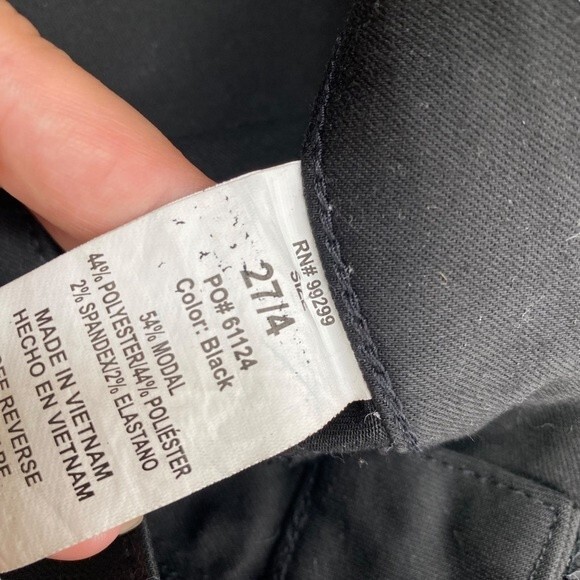 RN# 99299
SIZE
27/4
PO# 61124
Color: Black
54% MODAL
44% POLYESTER/44% POLIÉSTER
2% SPANDEX/2% ELASTANO
MADE IN VIETNAM
HECHO EN VIETNAM
REVERSE